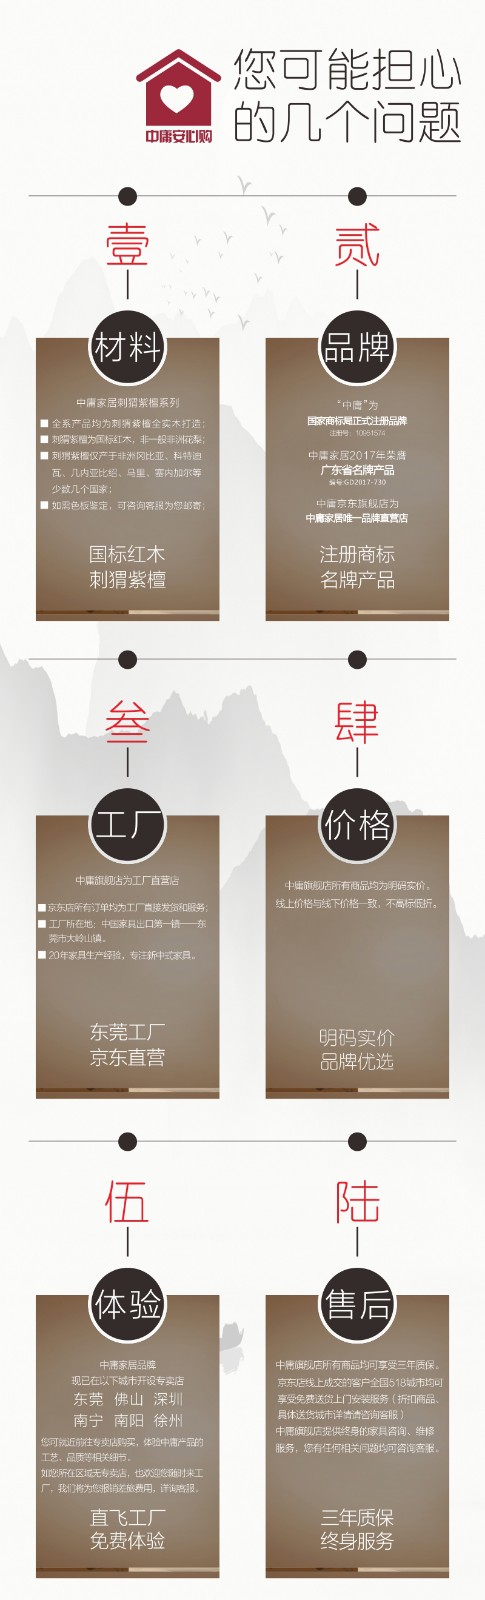 中庸安心购
您可能担心
的几个问题
壹
材料
中庸家居刺猬紫檀系列
全系产品均为刺猬紫檀全实木打造；
刺猬紫檀为国标红木，非一般非洲花梨；
刺猬紫檀仅产于非洲冈比亚、科特迪
瓦、几内亚比绍、马里、塞内加尔等
少数几个国家；
如需色板鉴定，可咨询客服为您邮寄；
国标红木
刺猬紫檀
贰
品牌
“中庸”为
国家商标局正式注册品牌
注册号：10951574
中庸家居2017年荣膺
广东省名牌产品
编号:GD2017-730
中庸京东旗舰店为
中庸家居唯一品牌直营店
注册商标
名牌产品
叁
工厂
中庸旗舰店为工厂直营店
京东店所有订单均为工厂直接发货和服务；
工厂所在地：中国家具出口第一镇——东
莞市大岭山镇。
20年家具生产经验，专注新中式家具。
东莞工厂
京东直营
肆
价格
中庸旗舰店所有商品均为明码实价，
线上价格与线下价格一致，不高标低折。
明码实价
品牌优选
伍
体验
中庸家居品牌
现已在以下城市开设专卖店
东莞 佛山 深圳
南宁 南阳 徐州
您可就近前往专卖店购买，体验中庸产品的
工艺、品质等相关细节。
如您所在区域无专卖店，也欢迎您随时来工
厂，我们将为您报销差旅费用，详询客服。
直飞工厂
免费体验
陆
售后
中庸旗舰店所有商品均可享受三年质保。
京东店线上成交的客户全国518城市均可
享受免费送货上门安装服务（折扣商品、
具体送货城市详情请咨询客服）
中庸旗舰店提供终身的家具咨询、维修
服务，您有任何相关问题均可咨询客服。
三年质保
终身服务